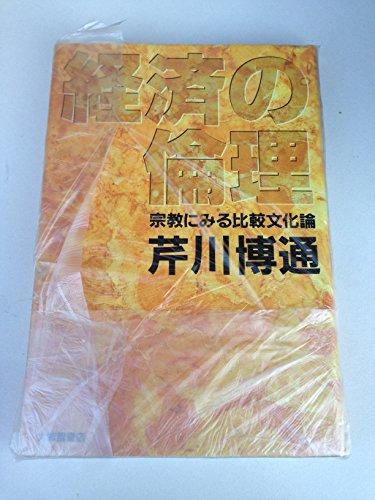 経済の
倫理
宗教にみる比較文化論
芹川博通